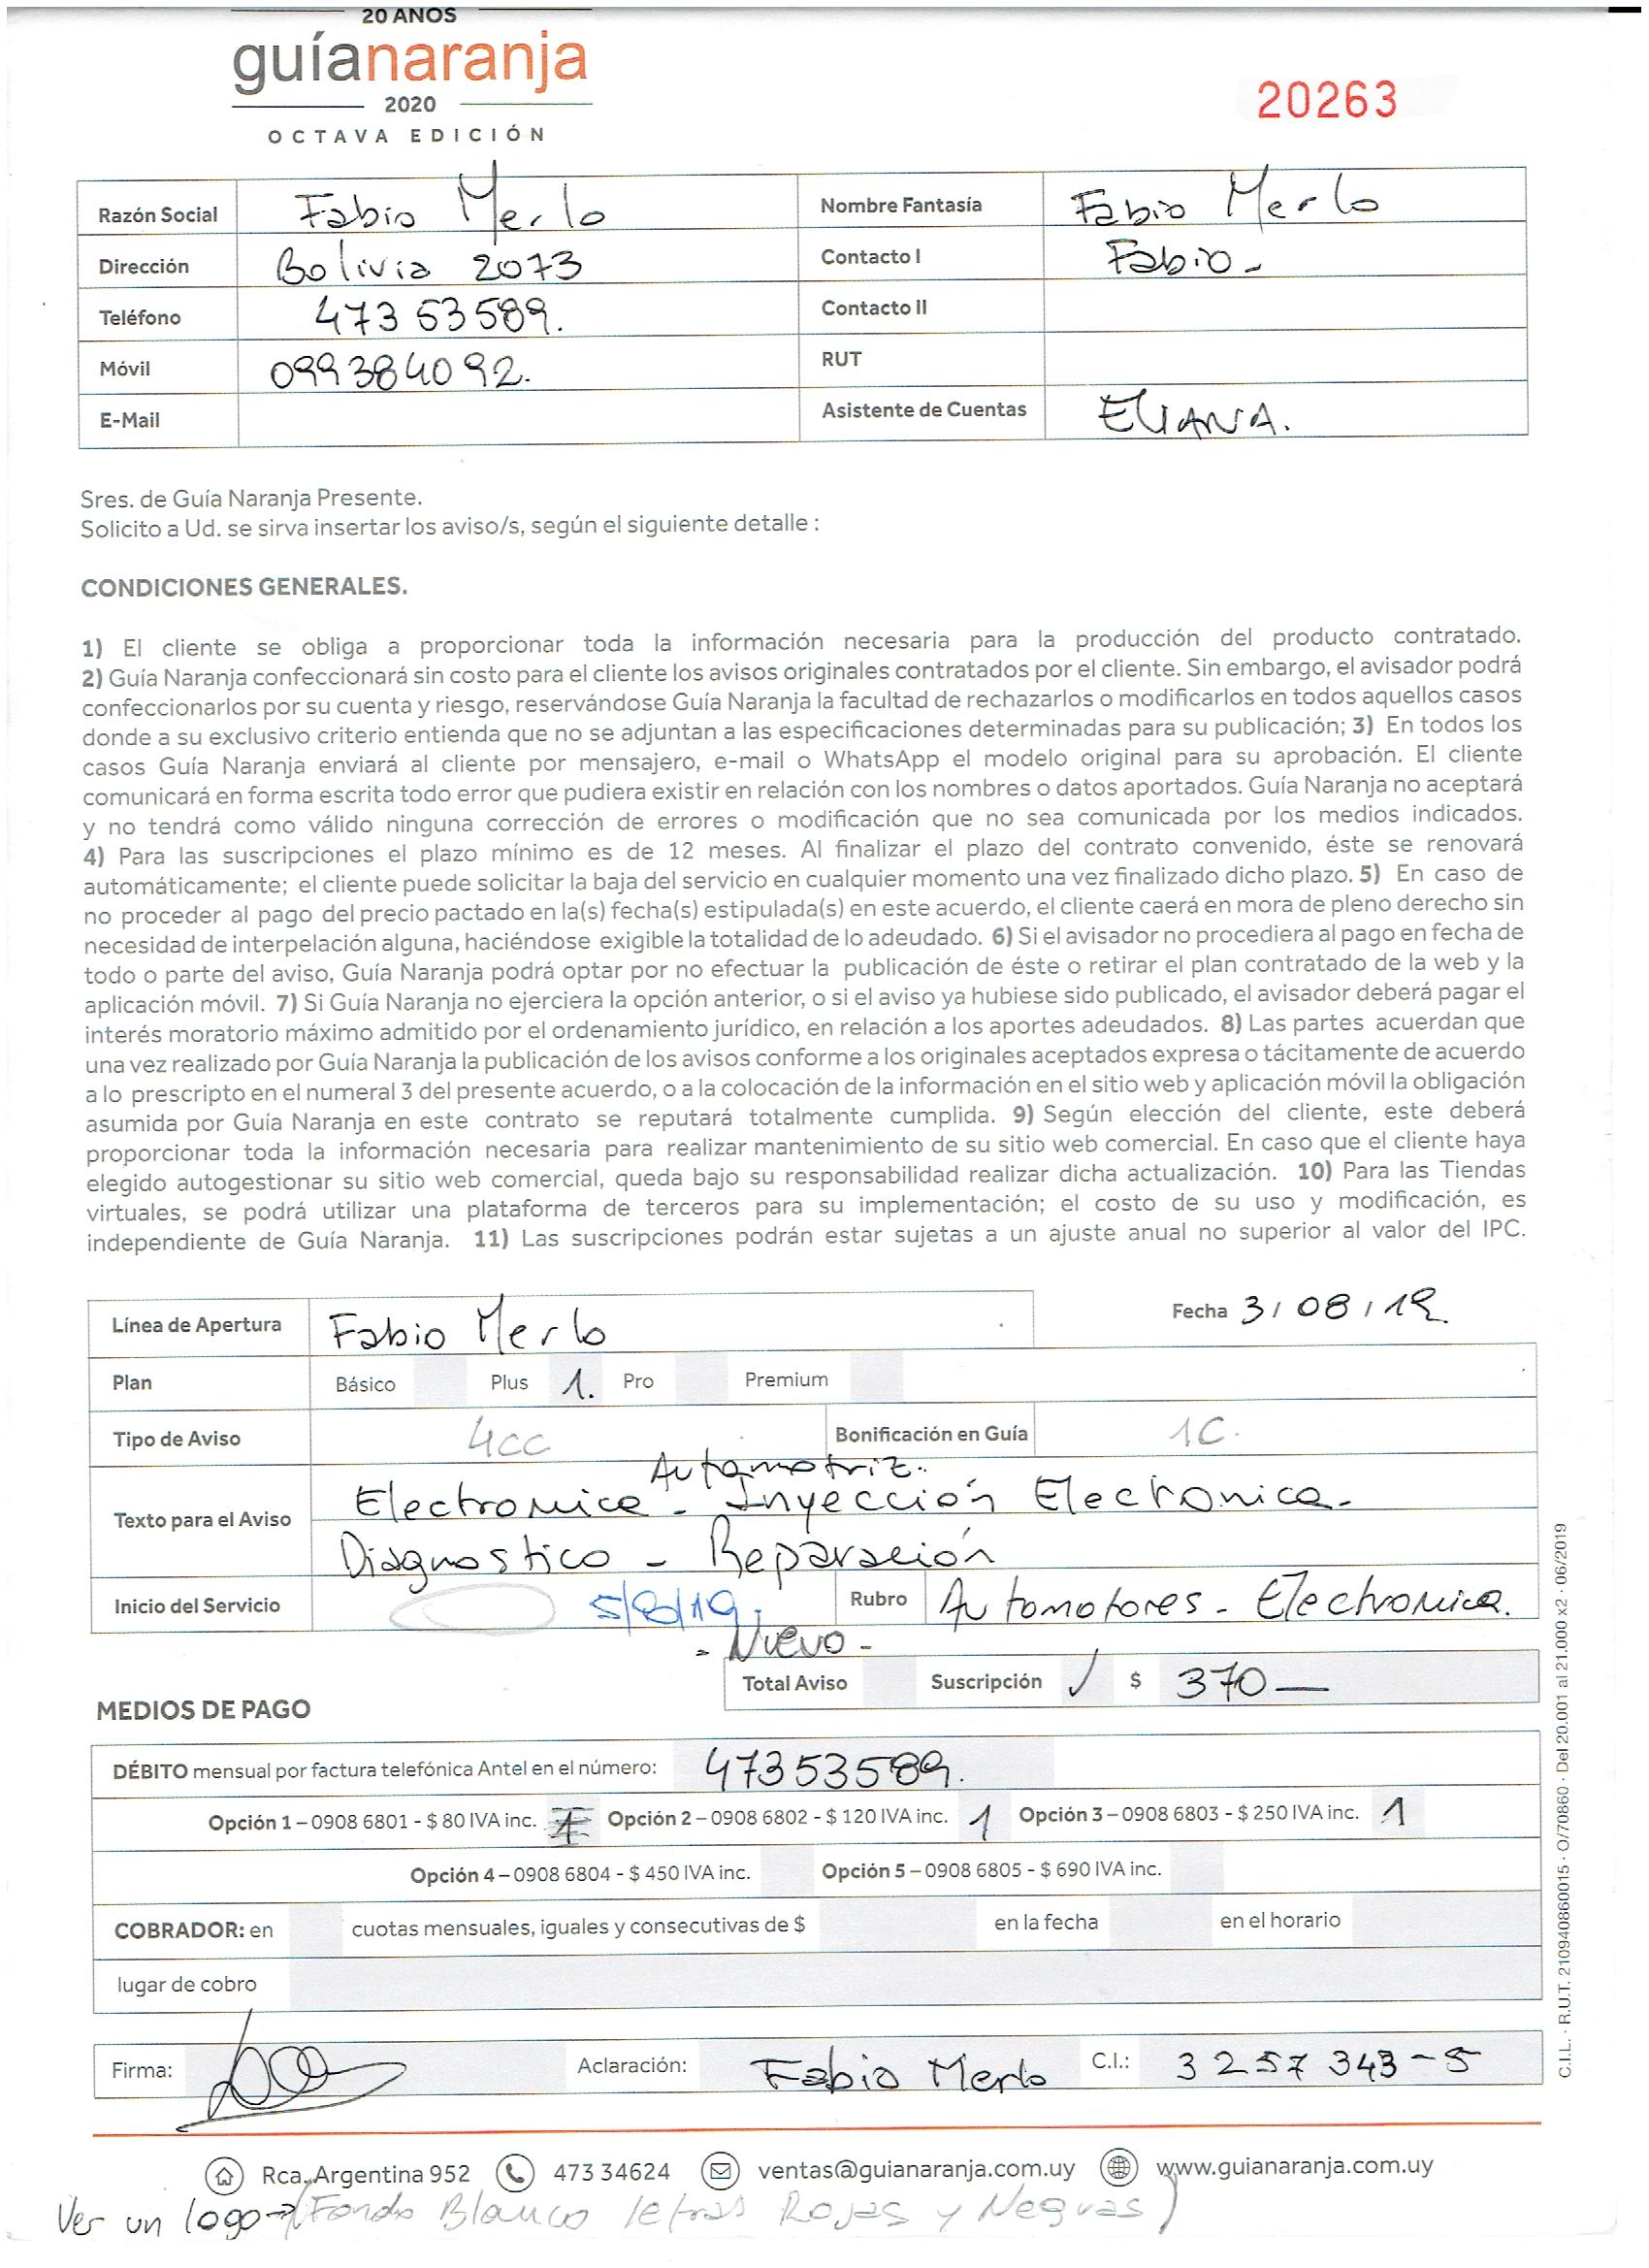 20 AÑOS
guíanaranja
2020
OCTAVA EDICIÓN
20263
Razón Social Fabio Merlo Nombre Fantasía Fabio Merlo
Dirección Bolivia 2073 Contacto I Fabio-
Teléfono 473 53589. Contacto II
Móvil 099384092. RUT
E-Mail Asistente de Cuentas ELIANA.
Sres. de Guía Naranja Presente.
Solicito a Ud. se sirva insertar los aviso/s, según el siguiente detalle :
CONDICIONES GENERALES.
1) El cliente se obliga a proporcionar toda la información necesaria para la producción del producto contratado.
2) Guía Naranja confeccionará sin costo para el cliente los avisos originales contratados por el cliente. Sin embargo, el avisador podrá
confeccionarlos por su cuenta y riesgo, reservándose Guía Naranja la facultad de rechazarlos o modificarlos en todos aquellos casos
donde a su exclusivo criterio entienda que no se adjuntan a las especificaciones determinadas para su publicación; 3) En todos los
casos Guía Naranja enviará al cliente por mensajero, e-mail o WhatsApp el modelo original para su aprobación. El cliente
comunicará en forma escrita todo error que pudiera existir en relación con los nombres o datos aportados. Guía Naranja no aceptará
y no tendrá como válido ninguna corrección de errores o modificación que no sea comunicada por los medios indicados.
4) Para las suscripciones el plazo mínimo es de 12 meses. Al finalizar el plazo del contrato convenido, éste se renovará
automáticamente; el cliente puede solicitar la baja del servicio en cualquier momento una vez finalizado dicho plazo. 5) En caso de
no proceder al pago del precio pactado en la(s) fecha(s) estipulada(s) en este acuerdo, el cliente caerá en mora de pleno derecho sin
necesidad de interpelación alguna, haciéndose exigible la totalidad de lo adeudado. 6) Si el avisador no procediera al pago en fecha de
todo o parte del aviso, Guía Naranja podrá optar por no efectuar la publicación de éste o retirar el plan contratado de la web y la
aplicación móvil. 7) Si Guía Naranja no ejerciera la opción anterior, o si el aviso ya hubiese sido publicado, el avisador deberá pagar el
interés moratorio máximo admitido por el ordenamiento jurídico, en relación a los aportes adeudados. 8) Las partes acuerdan que
una vez realizado por Guía Naranja la publicación de los avisos conforme a los originales aceptados expresa o tácitamente de acuerdo
a lo prescripto en el numeral 3 del presente acuerdo, o a la colocación de la información en el sitio web y aplicación móvil la obligación
asumida por Guía Naranja en este contrato se reputará totalmente cumplida. 9) Según elección del cliente, este deberá
proporcionar toda la información necesaria para realizar mantenimiento de su sitio web comercial. En caso que el cliente haya
elegido autogestionar su sitio web comercial, queda bajo su responsabilidad realizar dicha actualización. 10) Para las Tiendas
virtuales, se podrá utilizar una plataforma de terceros para su implementación; el costo de su uso y modificación, es
independiente de Guía Naranja. 11) Las suscripciones podrán estar sujetas a un ajuste anual no superior al valor del IPC.
Línea de Apertura Fabio Merlo Fecha 3/08/19
Plan Básico Plus 1. Pro Premium
Tipo de Aviso 4cc Bonificación en Guía 1C.
Automotriz.
Texto para el Aviso Electronica - Inyección Electronica-
Diagnostico - Reparación
Inicio del Servicio 5/8/19. Rubro Automotores - Electronica.
- Nuevo -
Total Aviso Suscripción ✓ $ 370—
MEDIOS DE PAGO
DÉBITO mensual por factura telefónica Antel en el número: 47353589.
Opción 1 – 0908 6801 - $ 80 IVA inc. Opción 2 – 0908 6802 - $ 120 IVA inc. 1 Opción 3 – 0908 6803 - $ 250 IVA inc. 1
Opción 4 – 0908 6804 - $ 450 IVA inc. Opción 5 – 0908 6805 - $ 690 IVA inc.
COBRADOR: en cuotas mensuales, iguales y consecutivas de $ en la fecha en el horario
lugar de cobro
Firma: Aclaración: Fabio Merlo C.I.: 3257343-5
Rca. Argentina 952 473 34624 ventas@guianaranja.com.uy www.guianaranja.com.uy
Ver un logo→(Fondo Blanco letras Rojas y Negras)
C.I.L. · R.U.T. 210940860015 · O/70860 · Del 20.001 al 21.000 x2 · 06/2019